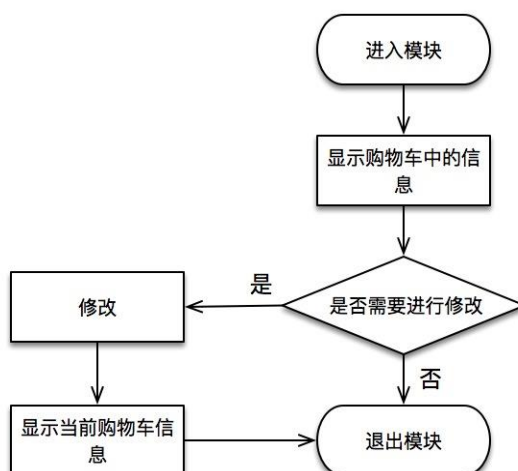 进入模块
显示购物车中的信
息
是
修改
是否需要进行修改
否
显示当前购物车信
息
退出模块